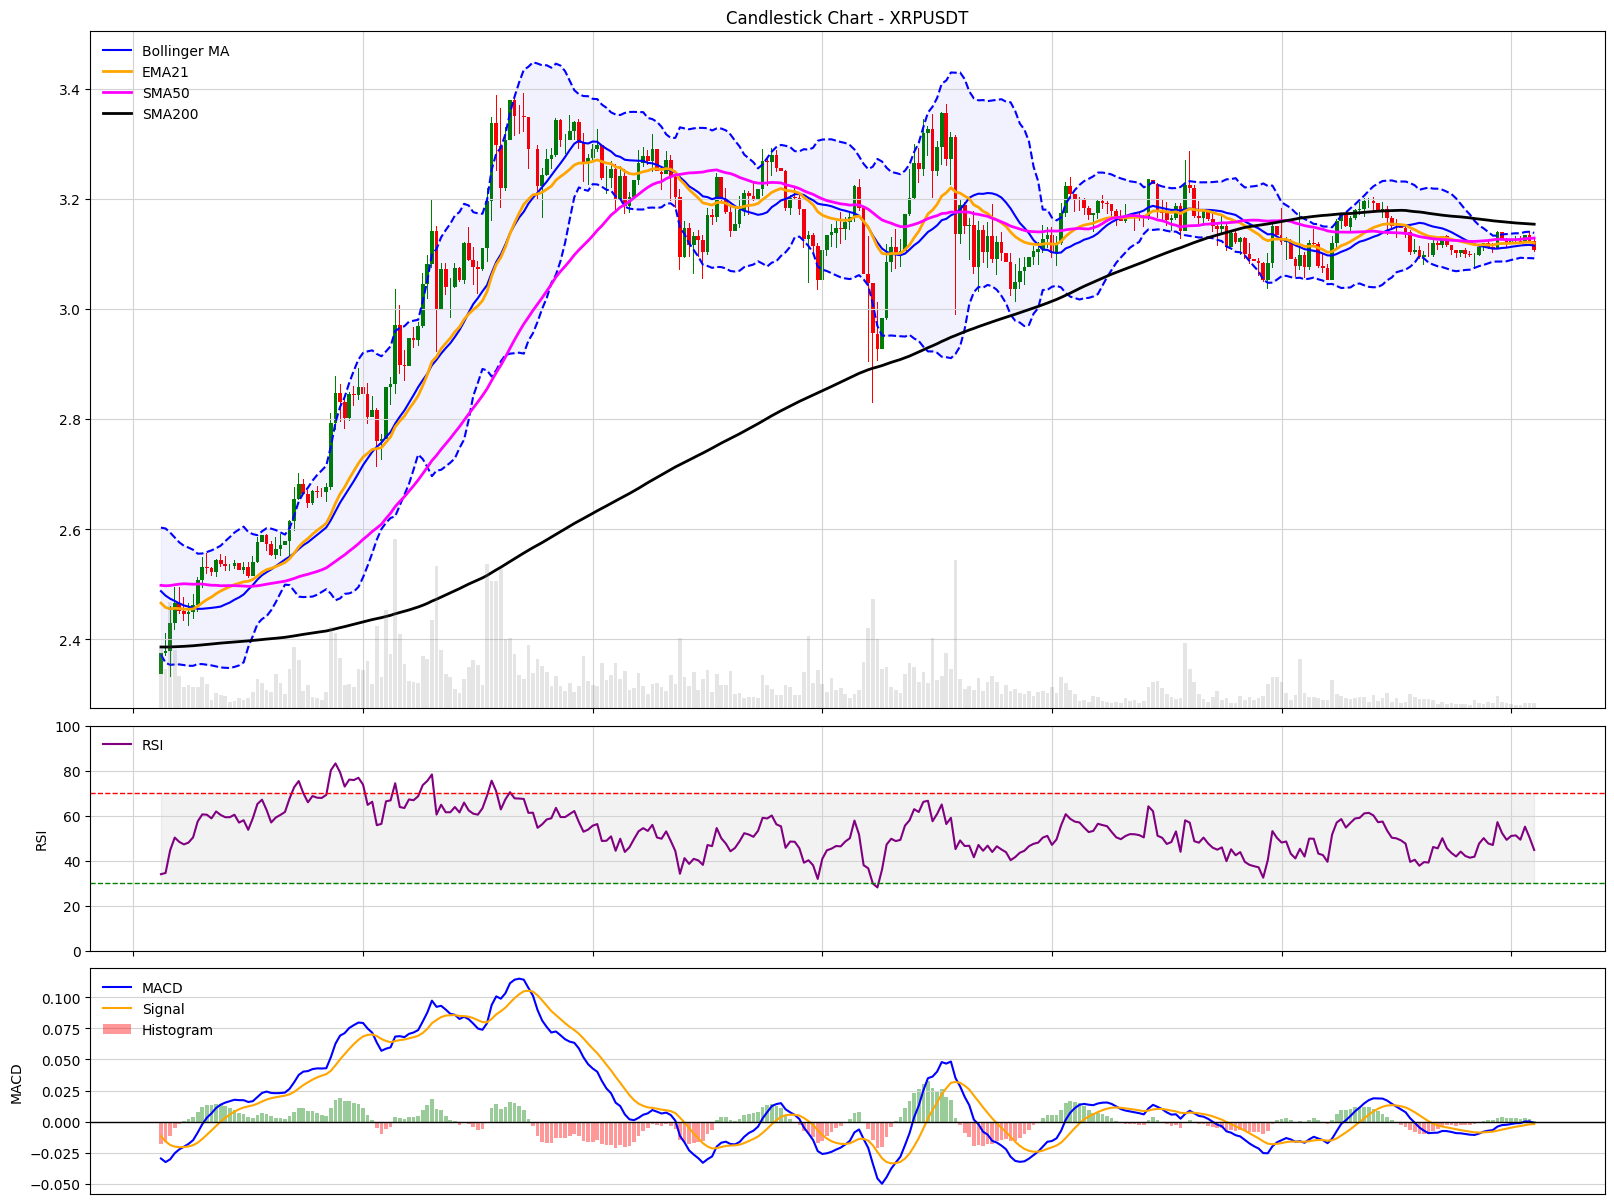 Candlestick Chart - XRPUSDT
Bollinger MA
EMA21
SMA50
SMA200
3.4
3.2
3.0
2.8
2.6
2.4
RSI
100
80
60
40
20
0
RSI
MACD
Signal
Histogram
0.100
0.075
0.050
0.025
0.000
−0.025
−0.050
MACD